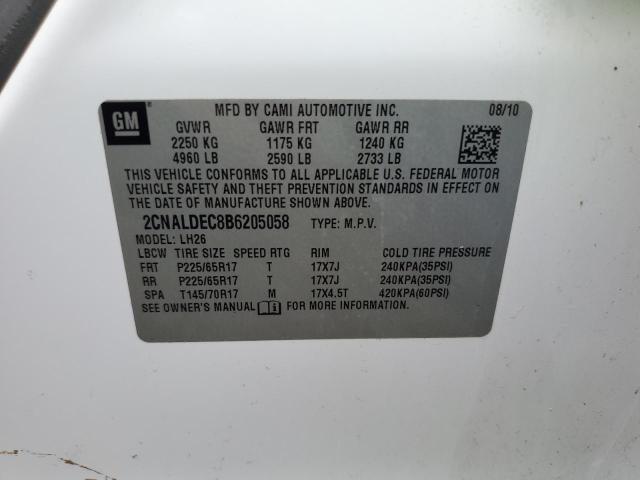 GM ® MFD BY CAMI AUTOMOTIVE INC. 08/10
GVWR GAWR FRT GAWR RR
2250 KG 1175 KG 1240 KG
4960 LB 2590 LB 2733 LB
THIS VEHICLE CONFORMS TO ALL APPLICABLE U.S. FEDERAL MOTOR
VEHICLE SAFETY AND THEFT PREVENTION STANDARDS IN EFFECT ON
THE DATE OF MANUFACTURE SHOWN ABOVE.
2CNALDEC8B6205058 TYPE: M.P.V.
MODEL: LH26
LBCW TIRE SIZE SPEED RTG RIM COLD TIRE PRESSURE
FRT P225/65R17 T 17X7J 240KPA(35PSI)
RR P225/65R17 T 17X7J 240KPA(35PSI)
SPA T145/70R17 M 17X4.5T 420KPA(60PSI)
SEE OWNER'S MANUAL FOR MORE INFORMATION.